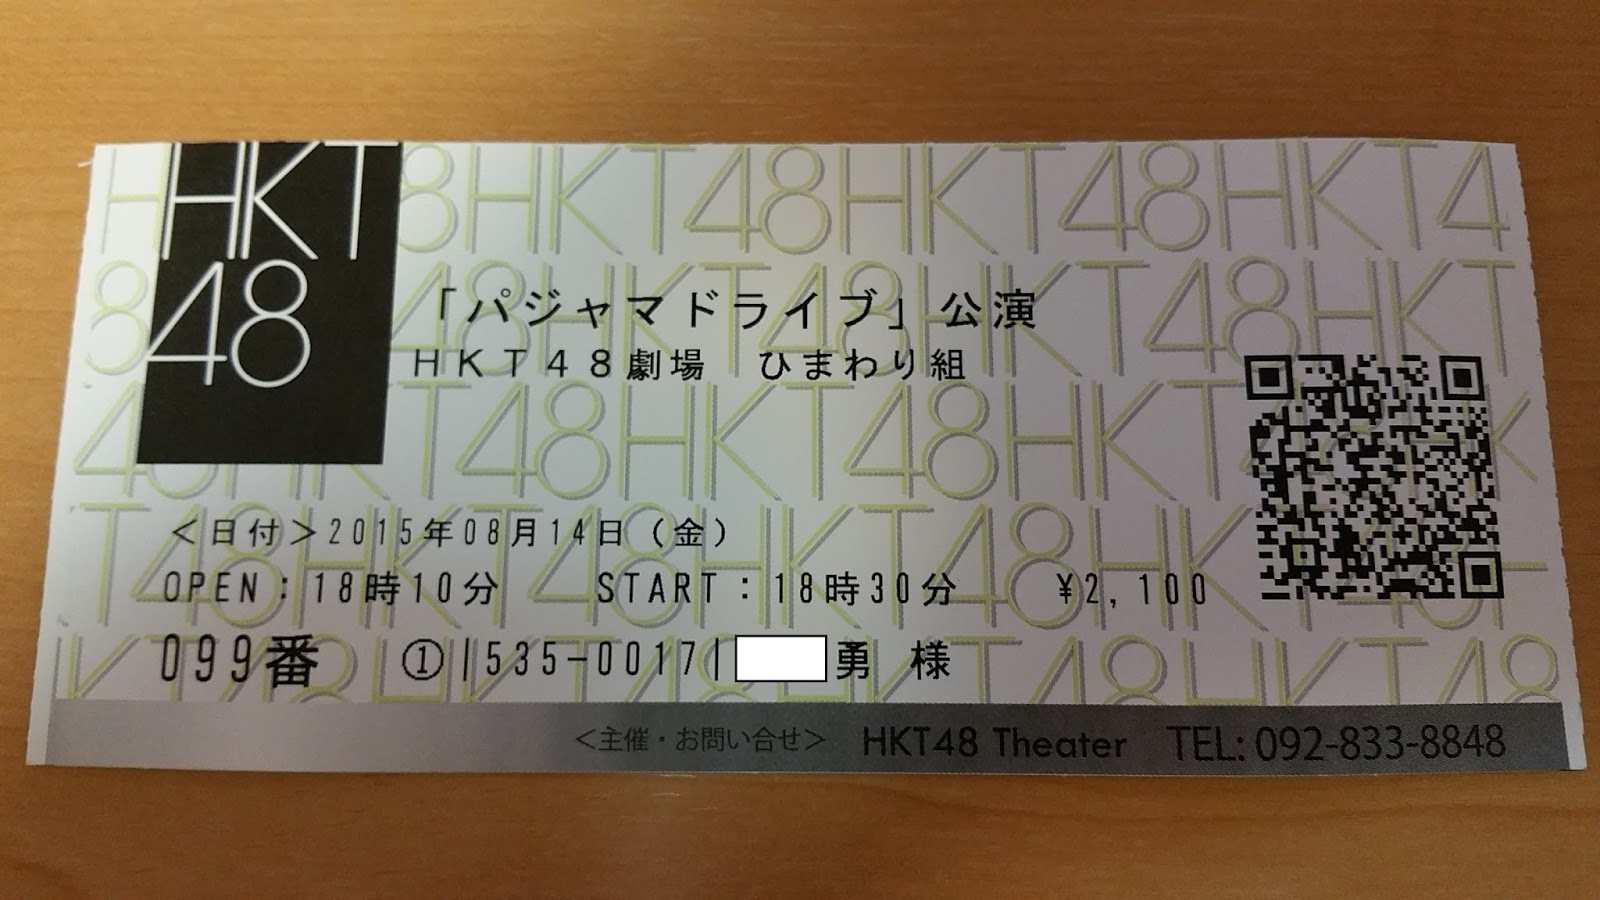 HKT
48
「パジャマドライブ」公演
HKT48劇場 ひまわり組
<日付>2015年08月14日(金)
OPEN:18時10分 START:18時30分 ¥2,100
099番 ①|535-0017| 勇 様
<主催・お問い合せ> HKT48 Theater TEL:092-833-8848